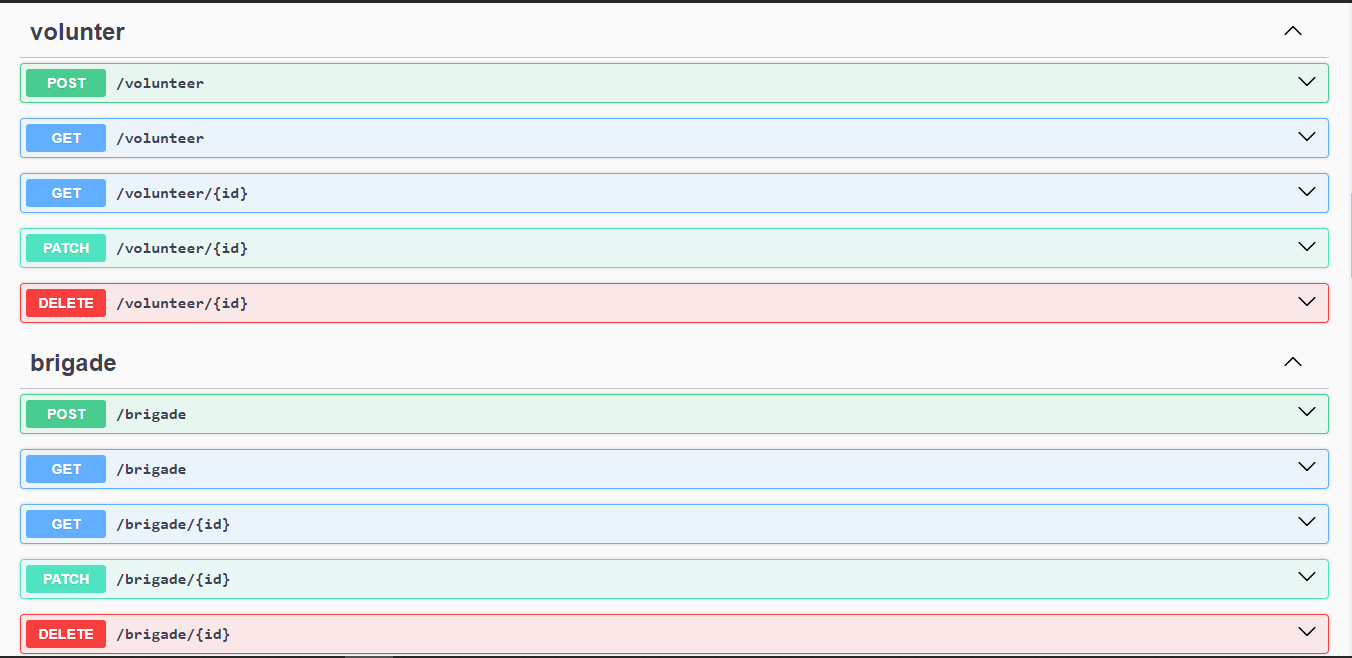 volunter
POST /volunteer
GET /volunteer
GET /volunteer/{id}
PATCH /volunteer/{id}
DELETE /volunteer/{id}
brigade
POST /brigade
GET /brigade
GET /brigade/{id}
PATCH /brigade/{id}
DELETE /brigade/{id}